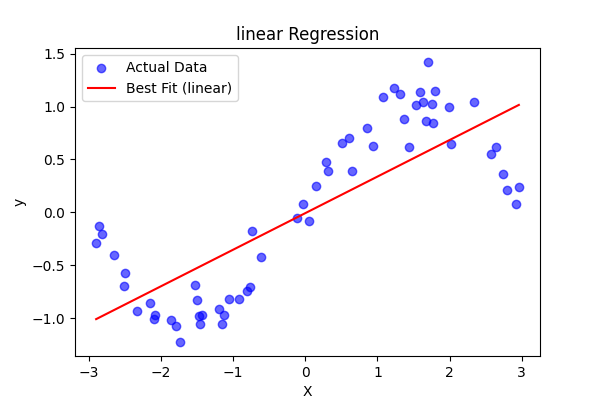 linear Regression
Actual Data
Best Fit (linear)
1.5
1.0
0.5
0.0
−0.5
−1.0
y
−3 −2 −1 0 1 2 3
X